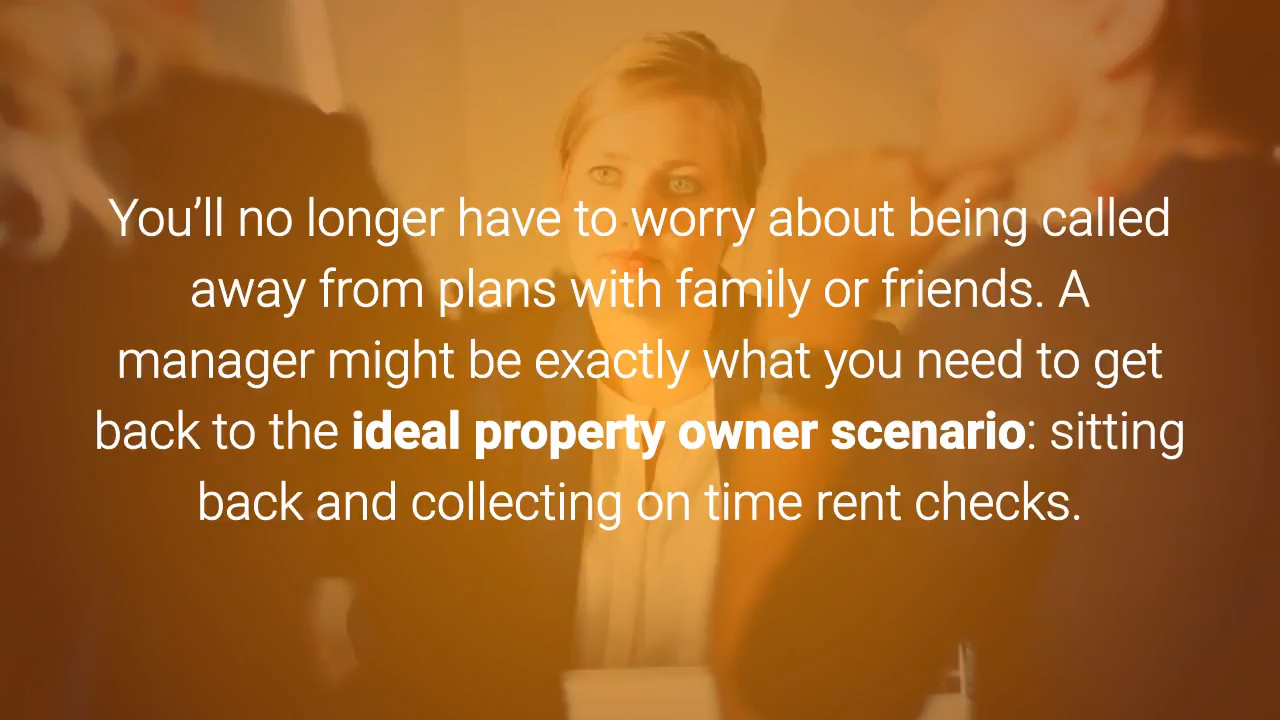 You’ll no longer have to worry about being called
away from plans with family or friends. A
manager might be exactly what you need to get
back to the ideal property owner scenario: sitting
back and collecting on time rent checks.